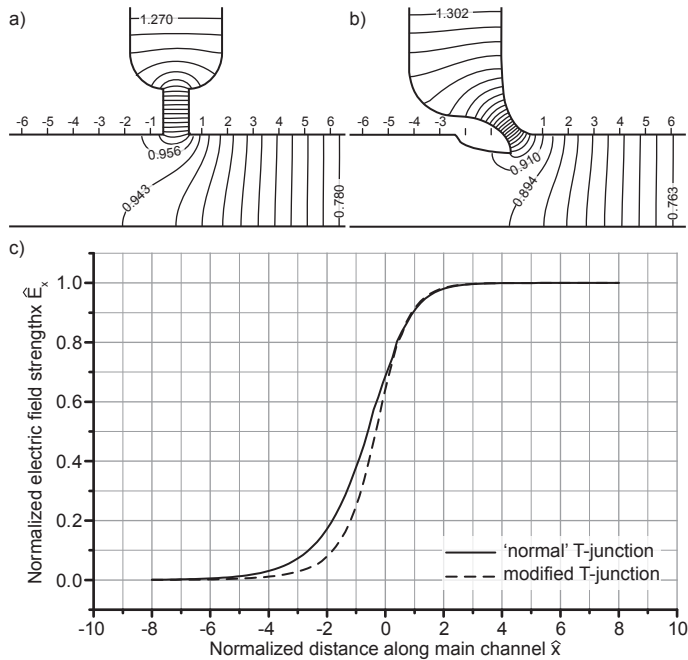 a)
1.270
-6 -5 -4 -3 -2 -1 1 2 3 4 5 6
0.956
0.943
0.780
b)
1.302
-6 -5 -4 -3 -2 -1 1 2 3 4 5 6
0.910
0.894
0.763
c)
Normalized electric field strengthx Êₓ
1.0
0.8
0.6
0.4
0.2
0.0
'normal' T-junction
modified T-junction
-10 -8 -6 -4 -2 0 2 4 6 8 10
Normalized distance along main channel x̂